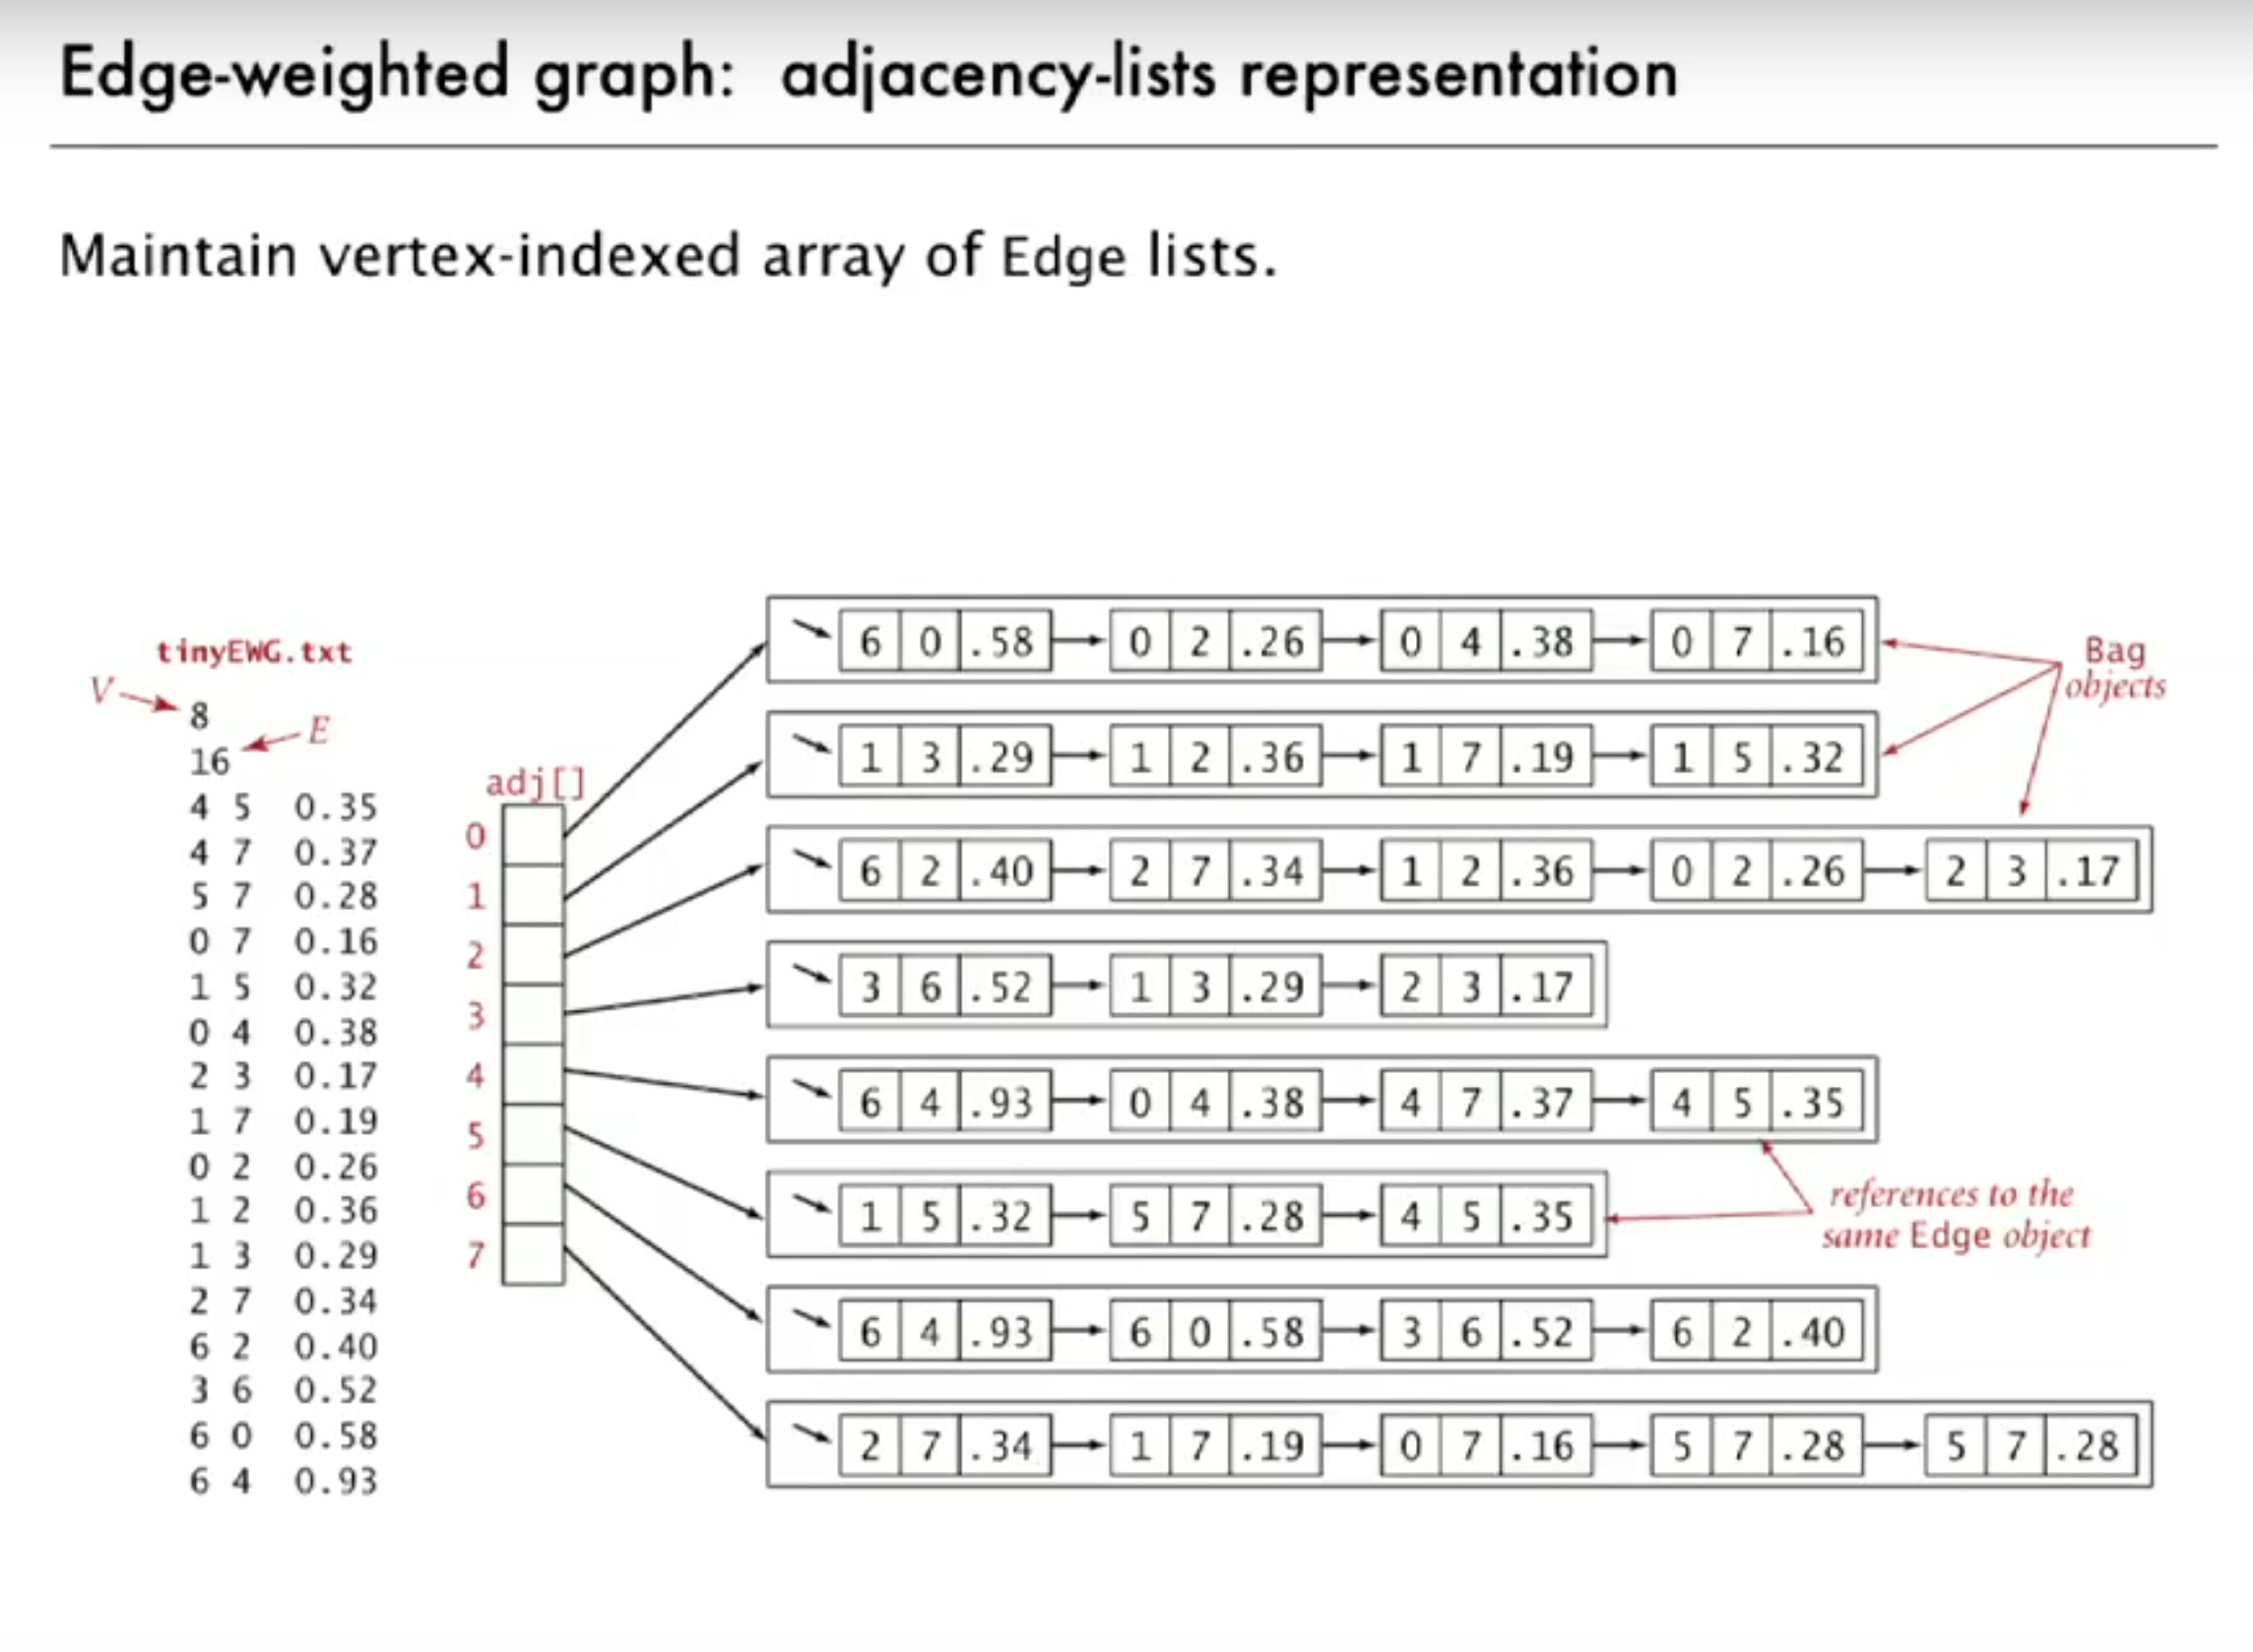 Edge-weighted graph: adjacency-lists representation
Maintain vertex-indexed array of Edge lists.
tinyEWG.txt
V
8
E
16
4 5 0.35
4 7 0.37
5 7 0.28
0 7 0.16
1 5 0.32
0 4 0.38
2 3 0.17
1 7 0.19
0 2 0.26
1 2 0.36
1 3 0.29
2 7 0.34
6 2 0.40
3 6 0.52
6 0 0.58
6 4 0.93
adj[]
0
1
2
3
4
5
6
7
6 0 .58 0 2 .26 0 4 .38 0 7 .16
1 3 .29 1 2 .36 1 7 .19 1 5 .32
6 2 .40 2 7 .34 1 2 .36 0 2 .26 2 3 .17
3 6 .52 1 3 .29 2 3 .17
6 4 .93 0 4 .38 4 7 .37 4 5 .35
1 5 .32 5 7 .28 4 5 .35
6 4 .93 6 0 .58 3 6 .52 6 2 .40
2 7 .34 1 7 .19 0 7 .16 5 7 .28 5 7 .28
Bag
objects
references to the
same Edge object